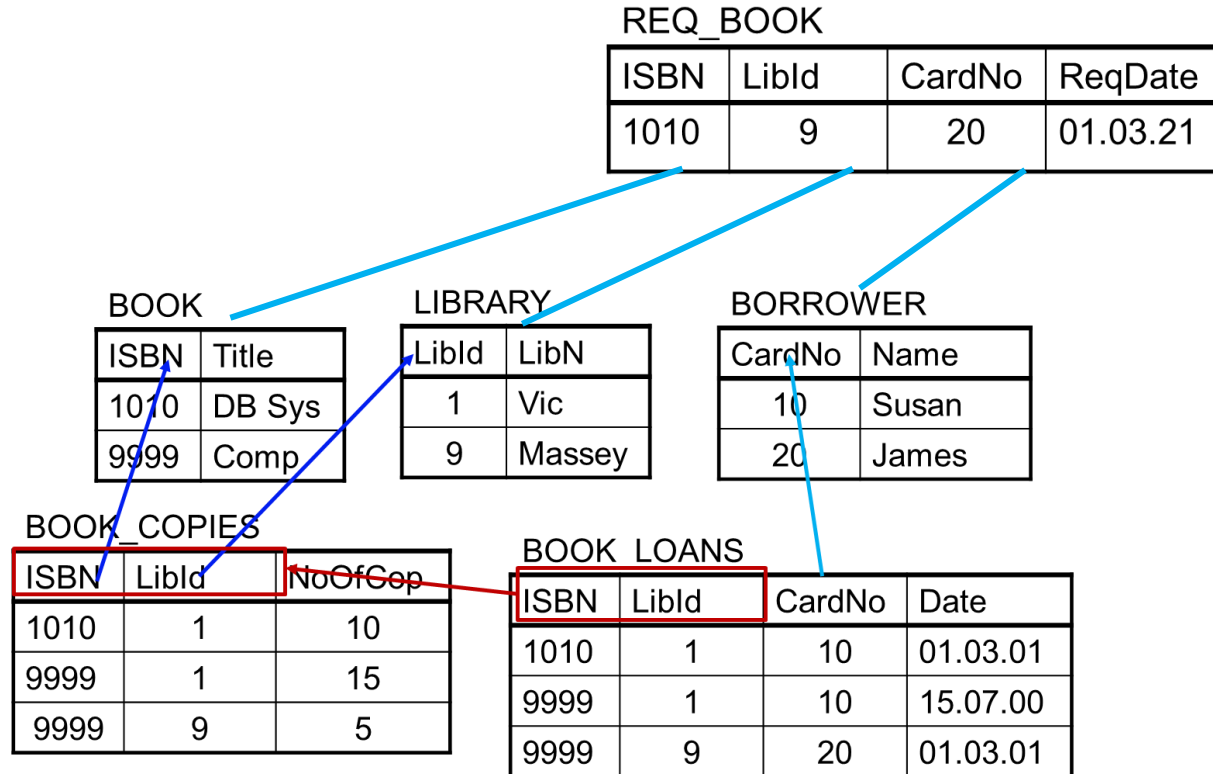 REQ_BOOK
ISBN LibId CardNo ReqDate
1010 9 20 01.03.21
BOOK
ISBN Title
1010 DB Sys
9999 Comp
LIBRARY
LibId LibN
1 Vic
9 Massey
BORROWER
CardNo Name
10 Susan
20 James
BOOK_COPIES
ISBN LibId NoOfCop
1010 1 10
9999 1 15
9999 9 5
BOOK LOANS
ISBN LibId CardNo Date
1010 1 10 01.03.01
9999 1 10 15.07.00
9999 9 20 01.03.01